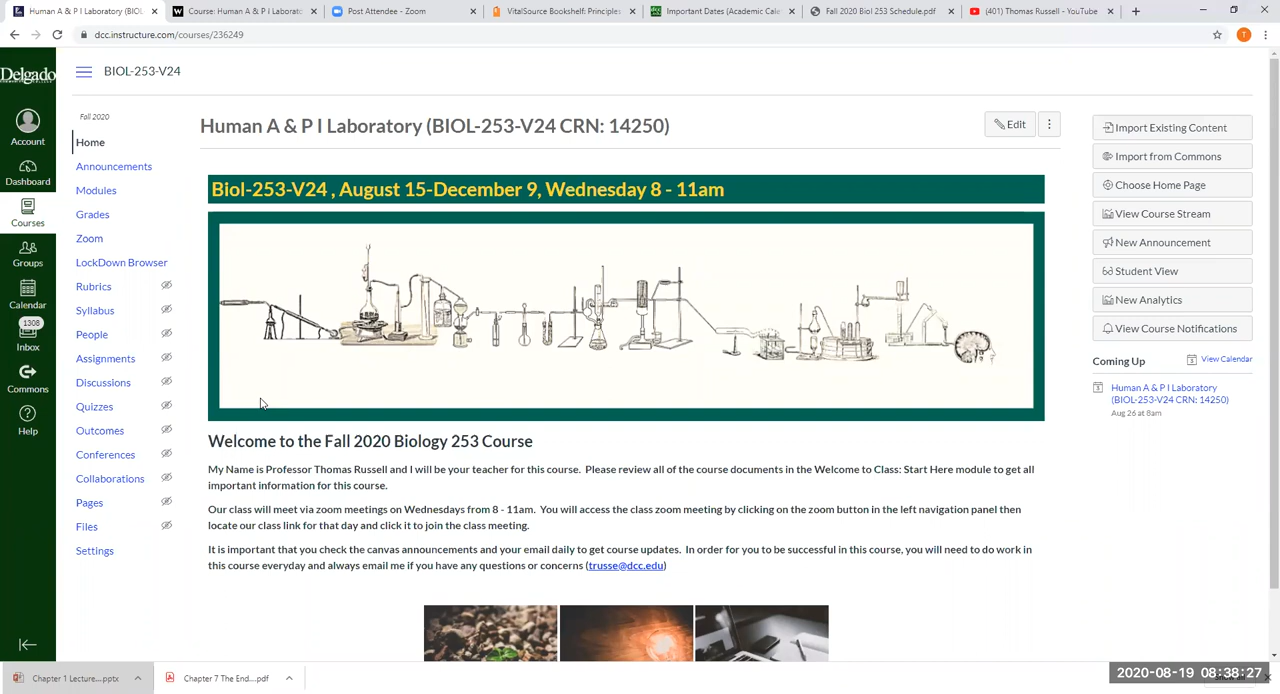 Human A & P I Laboratory (BIOL
Course: Human A & P I Laborato
Post Attendee - Zoom
VitalSource Bookshelf: Principles
Important Dates (Academic Cale
Fall 2020 Biol 253 Schedule.pdf
(401) Thomas Russell - YouTube
dcc.instructure.com/courses/236249
T
Delgado
Account
Dashboard
Courses
Groups
Calendar
1308
Inbox
Commons
Help
BIOL-253-V24
Fall 2020
Home
Announcements
Modules
Grades
Zoom
LockDown Browser
Rubrics
Syllabus
People
Assignments
Discussions
Quizzes
Outcomes
Conferences
Collaborations
Pages
Files
Settings
Human A & P I Laboratory (BIOL-253-V24 CRN: 14250)
Edit
Biol-253-V24 , August 15-December 9, Wednesday 8 - 11am
Welcome to the Fall 2020 Biology 253 Course
My Name is Professor Thomas Russell and I will be your teacher for this course. Please review all of the course documents in the Welcome to Class: Start Here module to get all
important information for this course.
Our class will meet via zoom meetings on Wednesdays from 8 - 11am. You will access the class zoom meeting by clicking on the zoom button in the left navigation panel then
locate our class link for that day and click it to join the class meeting.
It is important that you check the canvas announcements and your email daily to get course updates. In order for you to be successful in this course, you will need to do work in
this course everyday and always email me if you have any questions or concerns (trusse@dcc.edu)
Import Existing Content
Import from Commons
Choose Home Page
View Course Stream
New Announcement
Student View
New Analytics
View Course Notifications
Coming Up
View Calendar
Human A & P I Laboratory
(BIOL-253-V24 CRN: 14250)
Aug 26 at 8am
Chapter 1 Lecture....pptx
Chapter 7 The End....pdf
2020-08-19 08:38:27